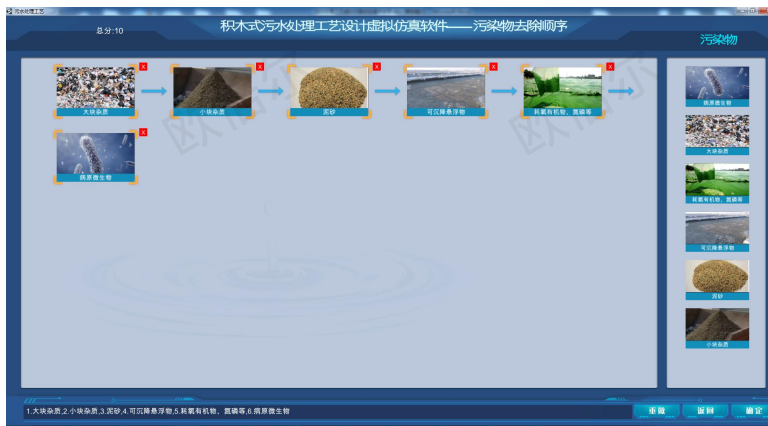 污水处理工艺
总分:10
积木式污水处理工艺设计虚拟仿真软件——污染物去除顺序
污染物
大块杂质
小块杂质
泥砂
可沉降悬浮物
耗氧有机物、氮磷等
病原微生物
病原微生物
大块杂质
耗氧有机物、氮磷等
可沉降悬浮物
泥砂
小块杂质
1.大块杂质,2.小块杂质,3.泥砂,4.可沉降悬浮物,5.耗氧有机物、氮磷等,6.病原微生物
重做
返回
确定